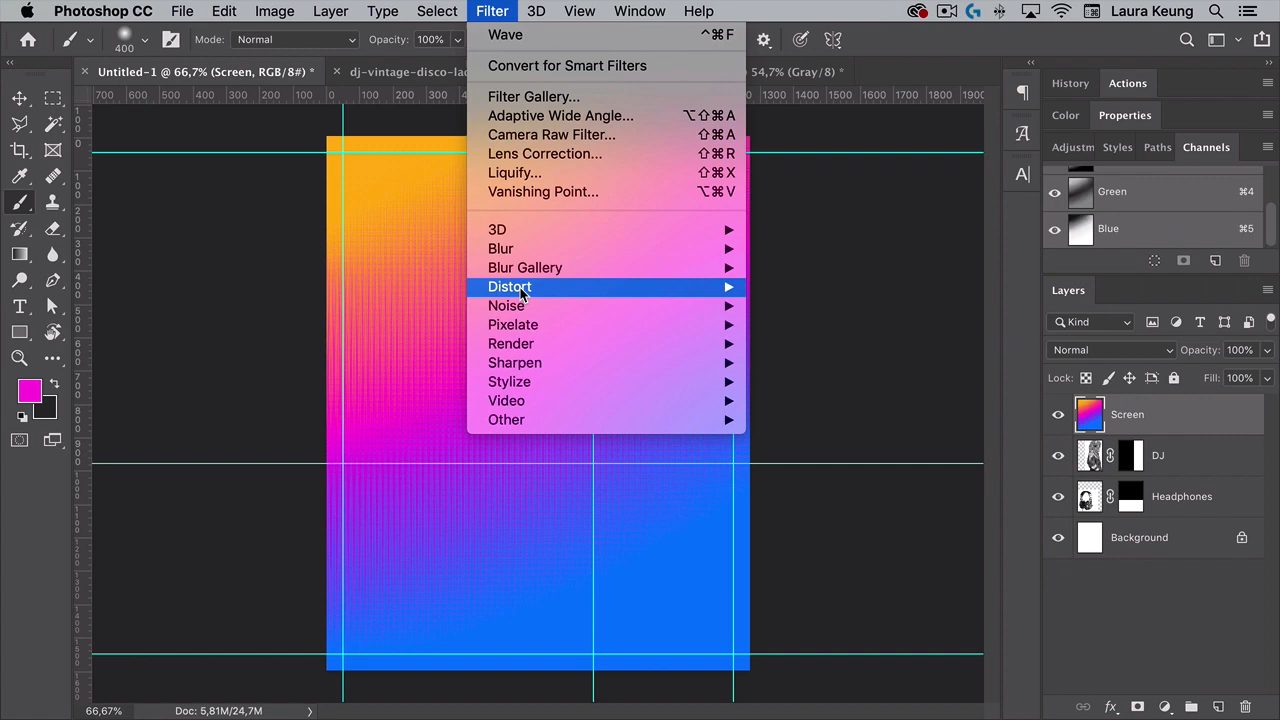 Photoshop CC File Edit Image Layer Type Select Filter 3D View Window Help Laura Keung
400 Mode: Normal Opacity: 100%
× Untitled-1 @ 66,7% (Screen, RGB/8#) * × dj-vintage-disco-la 54,7% (Gray/8) *
700 600 500 400 300 200 100 0 100 200 300 1300 1400 1500 1600 1700 1800 1900
Wave ^⌘F
Convert for Smart Filters
Filter Gallery...
Adaptive Wide Angle... ⌥⇧⌘A
Camera Raw Filter... ⇧⌘A
Lens Correction... ⇧⌘R
Liquify... ⇧⌘X
Vanishing Point... ⌥⌘V
3D
Blur
Blur Gallery
Distort
Noise
Pixelate
Render
Sharpen
Stylize
Video
Other
History Actions
Color Properties
Adjustm Styles Paths Channels
Green ⌘4
Blue ⌘5
Layers
Kind
Normal Opacity: 100%
Lock: Fill: 100%
Screen
DJ
Headphones
Background
fx
66,67% Doc: 5,81M/24,7M